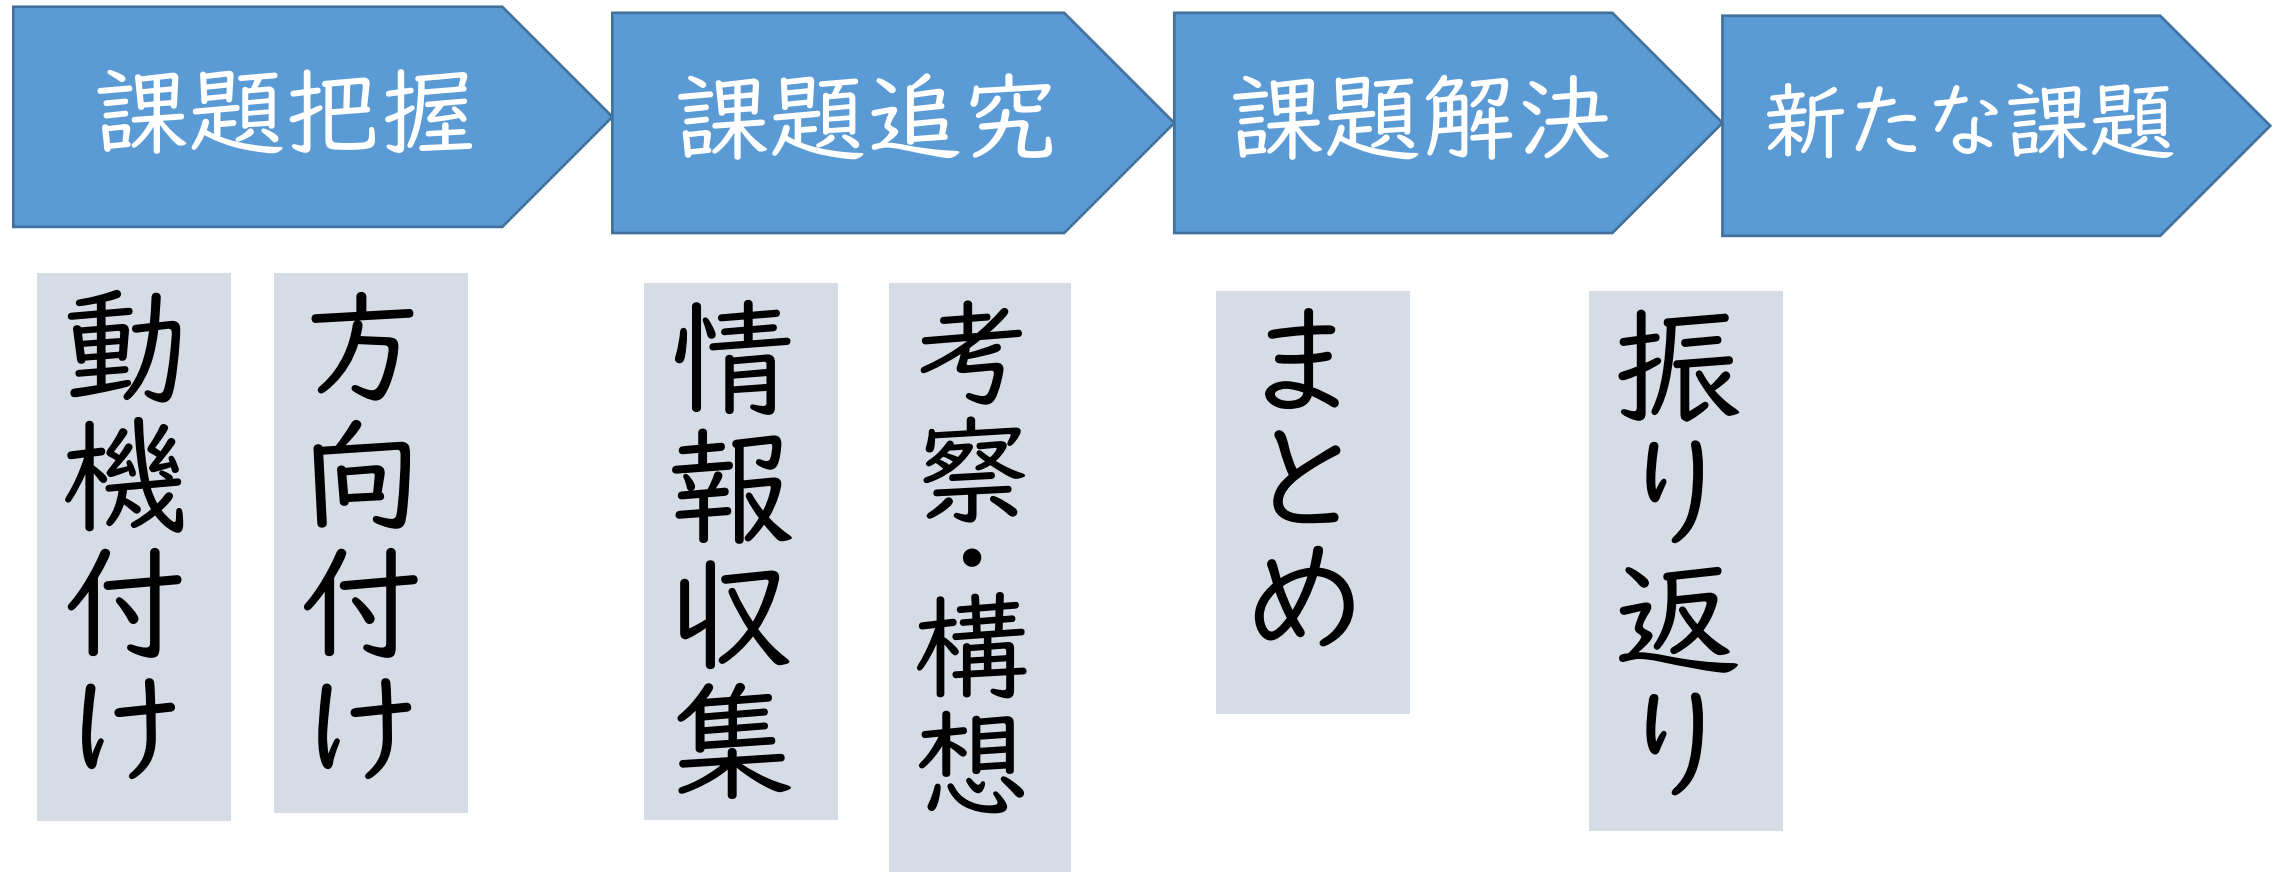 課題把握
課題追究
課題解決
新たな課題
動機付け
方向付け
情報収集
考察・構想
まとめ
振り返り